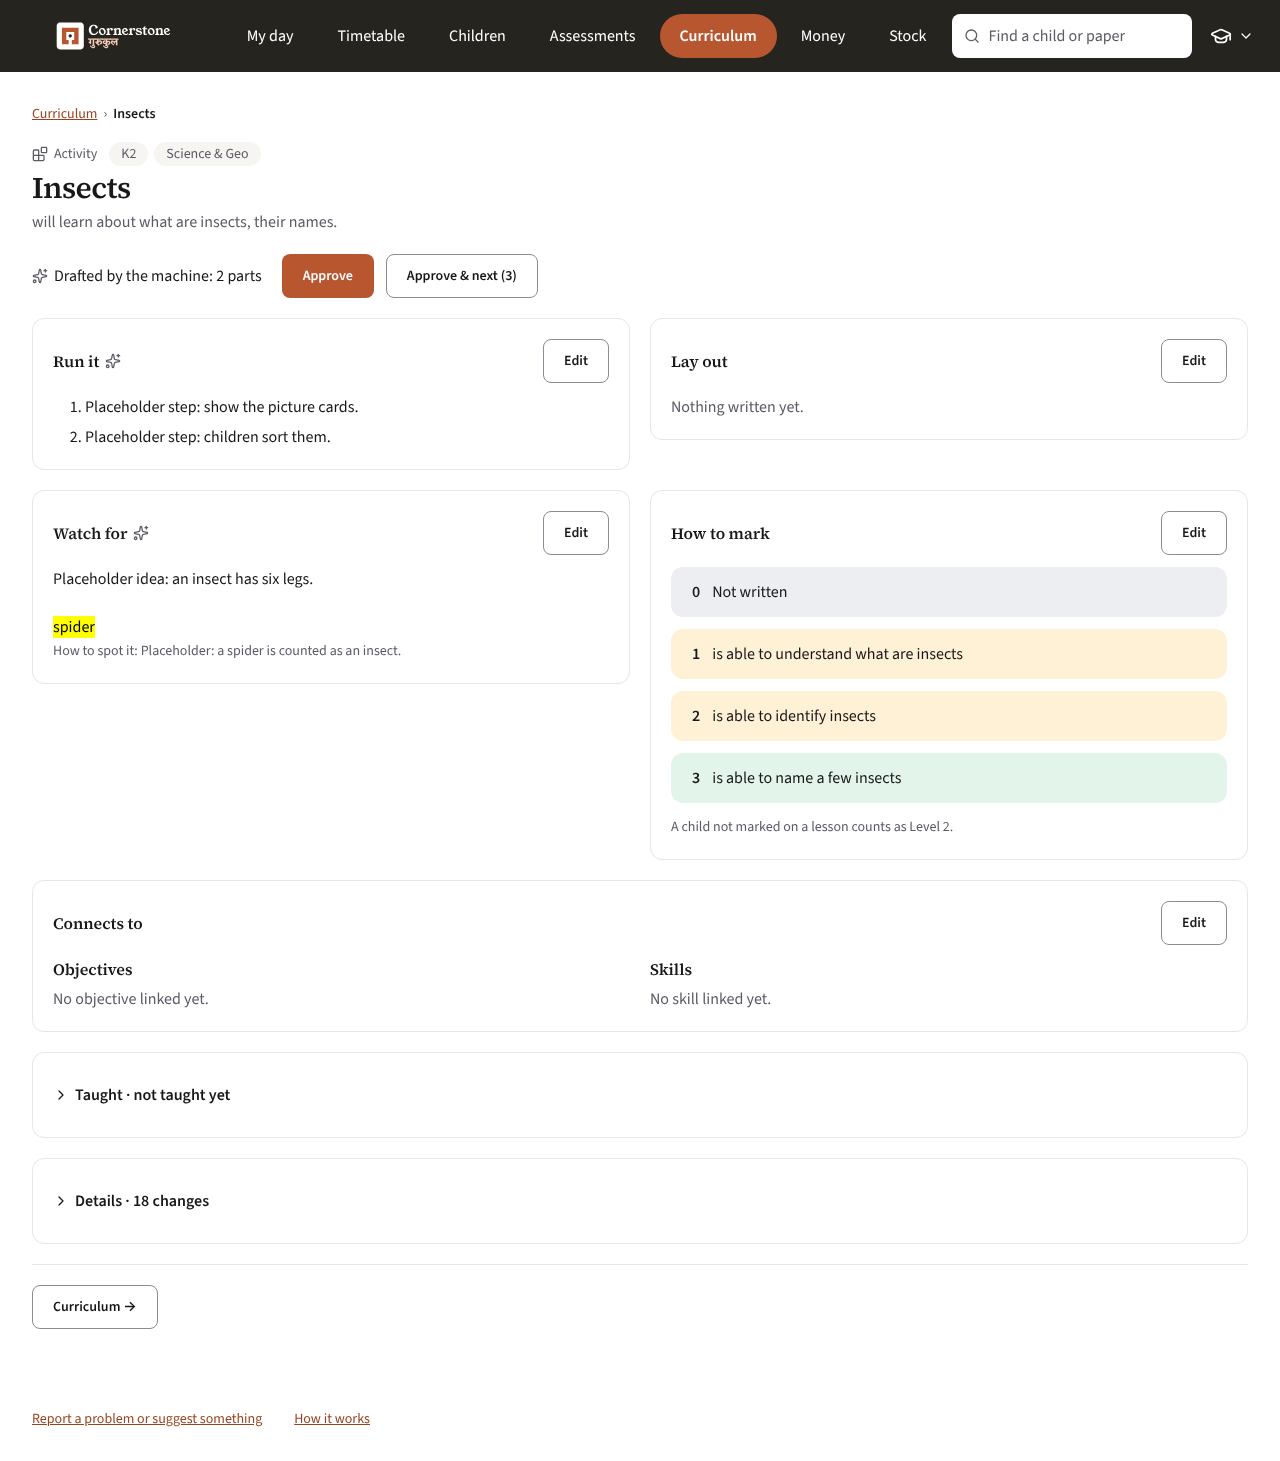 Cornerstone
गुरुकुल
My day
Timetable
Children
Assessments
Curriculum
Money
Stock
Find a child or paper
Curriculum › Insects
Activity
K2
Science & Geo
Insects
will learn about what are insects, their names.
Drafted by the machine: 2 parts
Approve
Approve & next (3)
Run it
Edit
1. Placeholder step: show the picture cards.
2. Placeholder step: children sort them.
Lay out
Edit
Nothing written yet.
Watch for
Edit
Placeholder idea: an insect has six legs.
spider
How to spot it: Placeholder: a spider is counted as an insect.
How to mark
Edit
0 Not written
1 is able to understand what are insects
2 is able to identify insects
3 is able to name a few insects
A child not marked on a lesson counts as Level 2.
Connects to
Edit
Objectives
No objective linked yet.
Skills
No skill linked yet.
Taught · not taught yet
Details · 18 changes
Curriculum →
Report a problem or suggest something
How it works